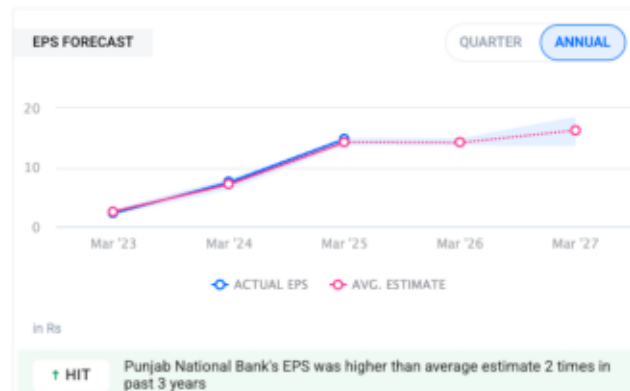 EPS FORECAST
QUARTER
ANNUAL
20
10
0
Mar '23
Mar '24
Mar '25
Mar '26
Mar '27
ACTUAL EPS
AVG. ESTIMATE
in Rs
↑ HIT
Punjab National Bank's EPS was higher than average estimate 2 times in
past 3 years